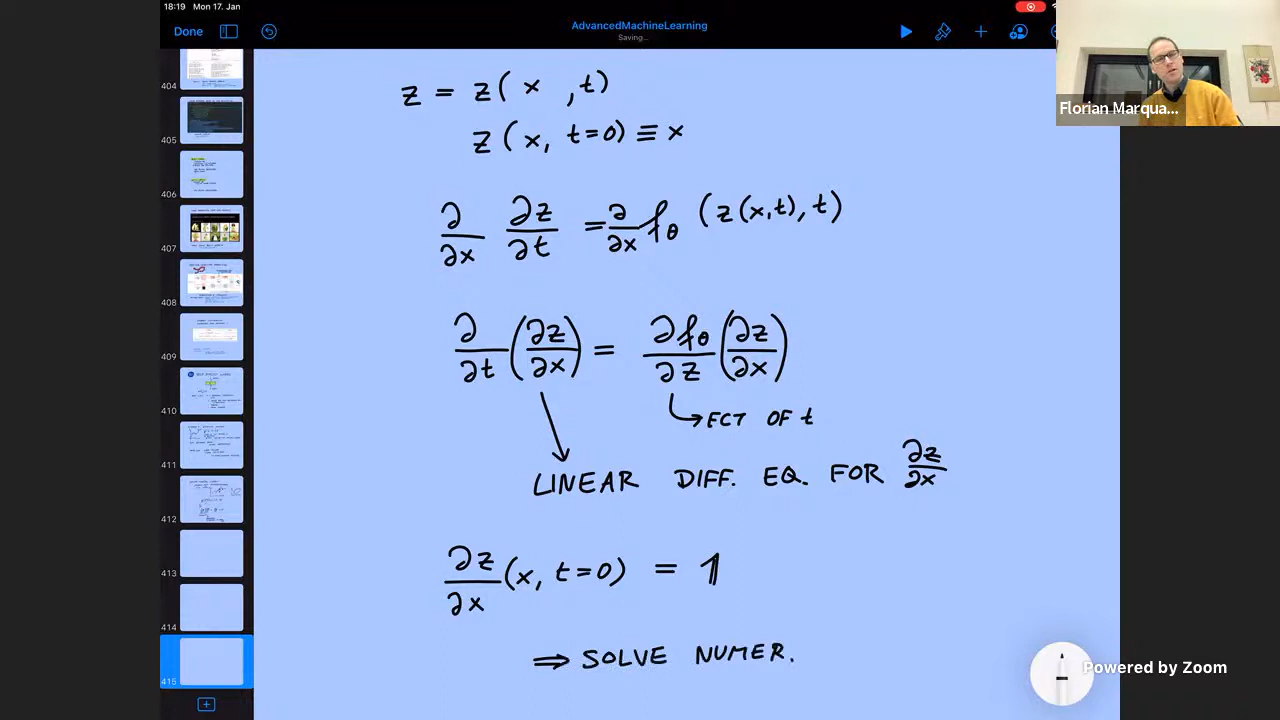 18:19 Mon 17. Jan
Done
AdvancedMachineLearning
Saving...
Florian Marqua...
z = z( x , t)
z ( x, t=0) ≡ x
∂/∂x ∂z/∂t = ∂/∂x f_θ (z(x,t), t)
∂/∂t (∂z/∂x) = ∂f_θ/∂z (∂z/∂x)
↳ FCT OF t
LINEAR DIFF. EQ. FOR ∂z/∂x
∂z/∂x (x, t=0) = 𝟙
⇒ SOLVE NUMER.
404
405
406
407
408
409
410
411
412
413
414
415
Powered by Zoom